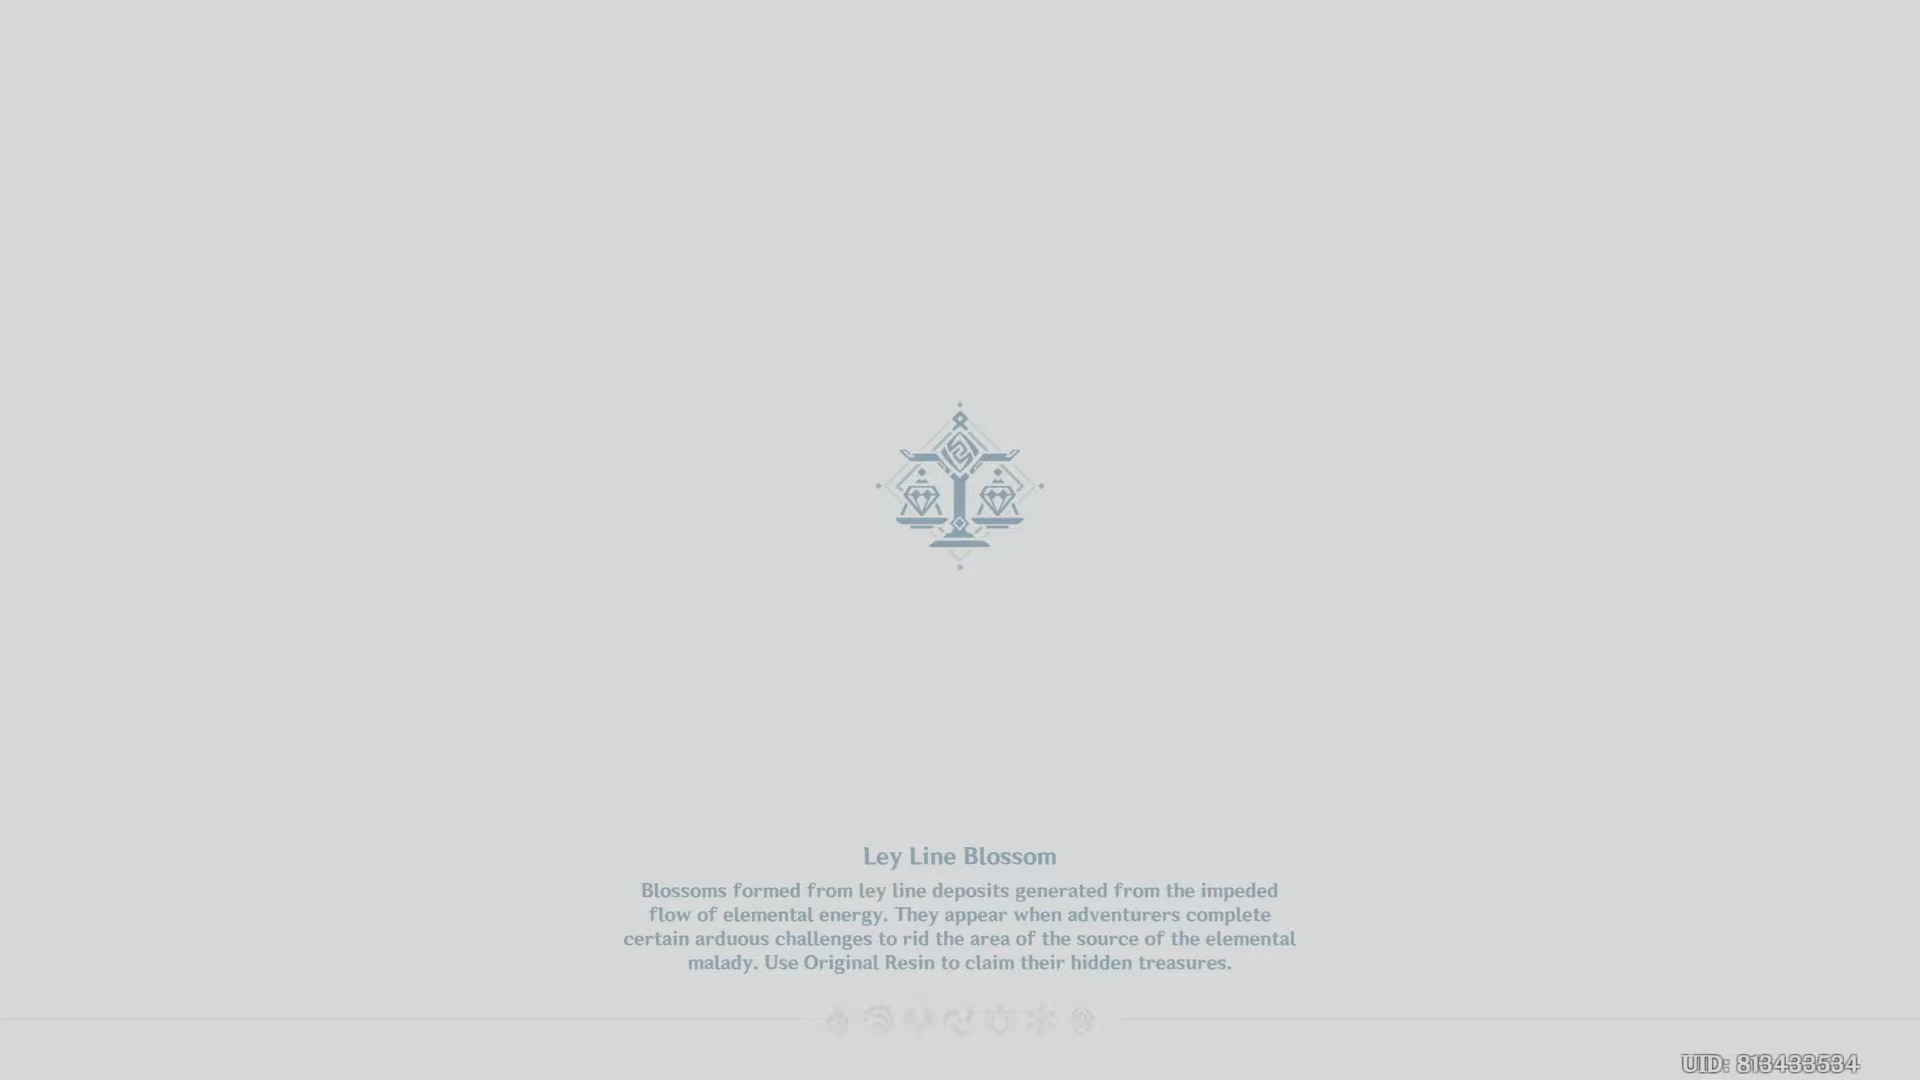 Ley Line Blossom
Blossoms formed from ley line deposits generated from the impeded
flow of elemental energy. They appear when adventurers complete
certain arduous challenges to rid the area of the source of the elemental
malady. Use Original Resin to claim their hidden treasures.
UID: 813433534